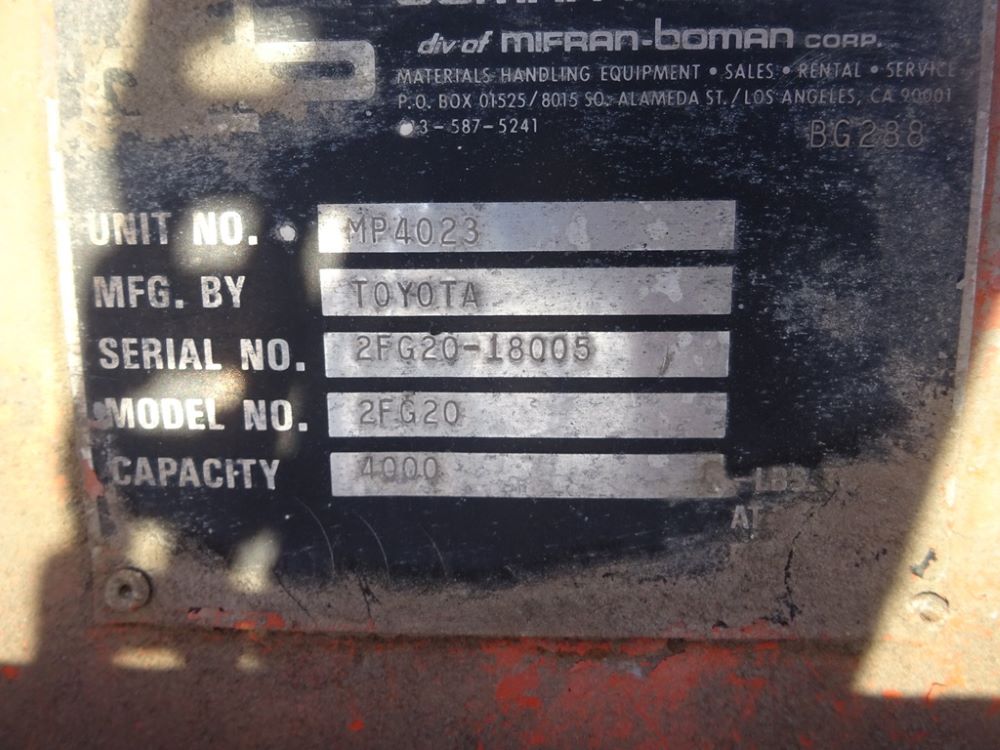 div of MIFRAN-BOMAN CORP.
MATERIALS HANDLING EQUIPMENT • SALES • RENTAL • SERVICE
P.O. BOX 01525/8015 SO. ALAMEDA ST./LOS ANGELES, CA 90001
13-587-5241
BG288
UNIT NO. MP4023
MFG. BY TOYOTA
SERIAL NO. 2FG20-18005
MODEL NO. 2FG20
CAPACITY 4000 LBS.
AT